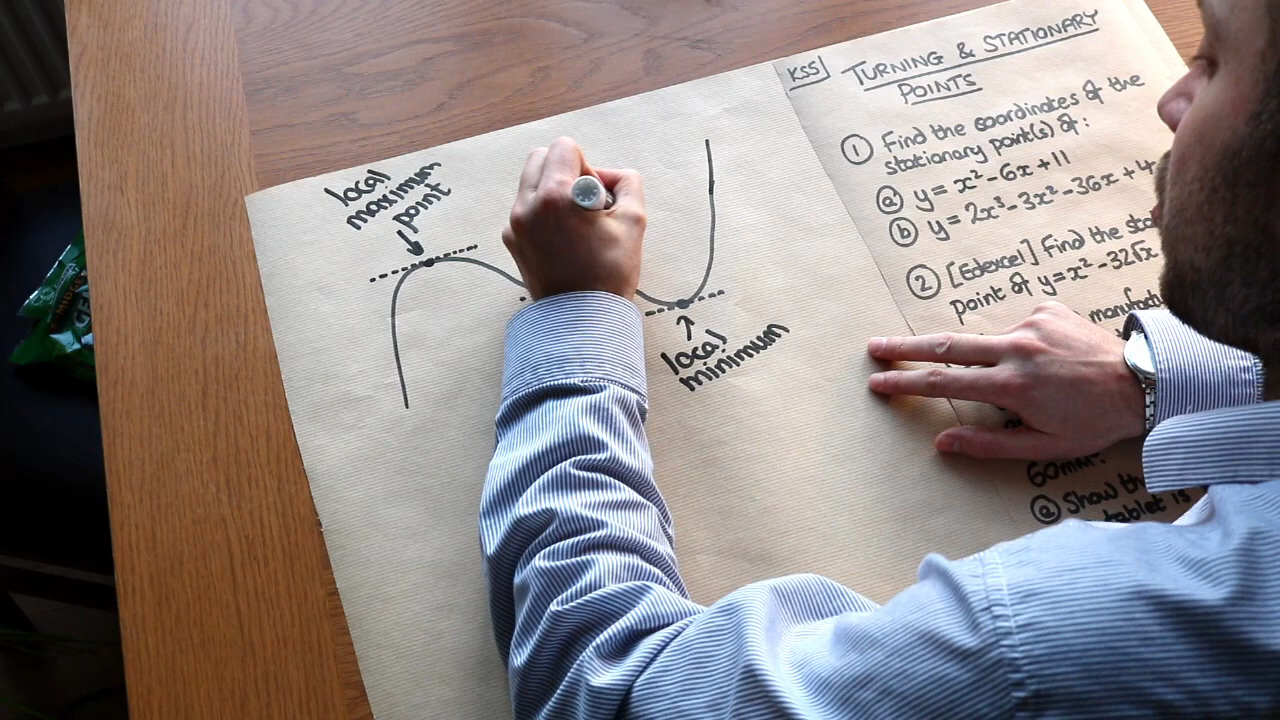 local
maximum
point
local
minimum
KS5
TURNING & STATIONARY
POINTS
① Find the coordinates of the
stationary point(s) of:
ⓐ y = x² - 6x + 11
ⓑ y = 2x³ - 3x² - 36x + 4
② [Edexcel] Find the
point of y = x² - 32√x
60mm²
ⓐ Show
tablet is